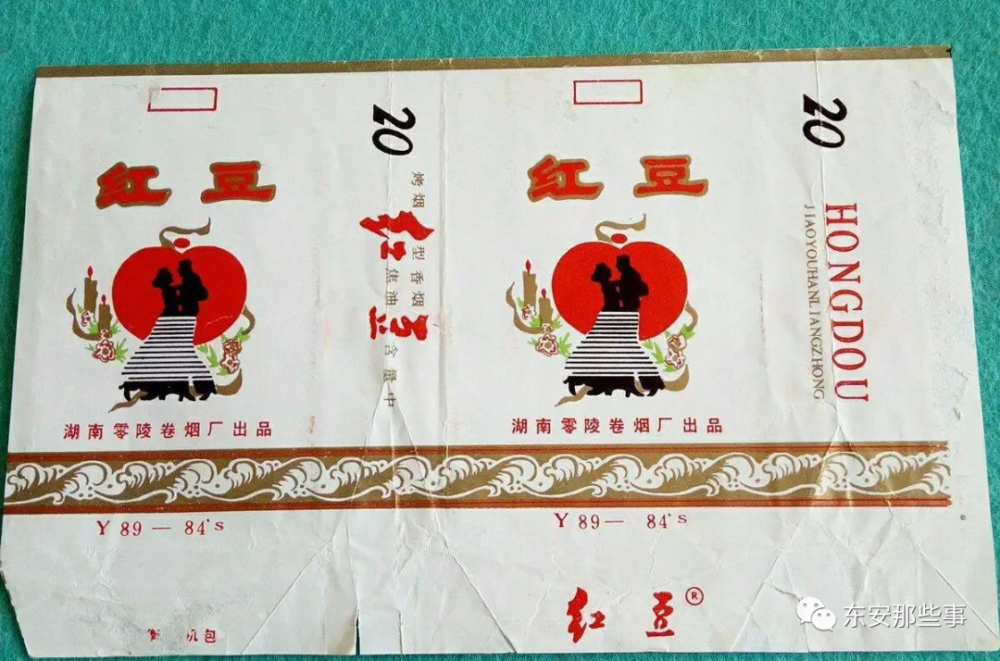 红豆
湖南零陵卷烟厂出品
Y 89 — 84's
机包
20
烤烟型香烟
焦油含量中
红豆
红豆
湖南零陵卷烟厂出品
Y 89 — 84's
红豆®
20
HONGDOU
JIAOYOUHANLIANGZHONG
东安那些事